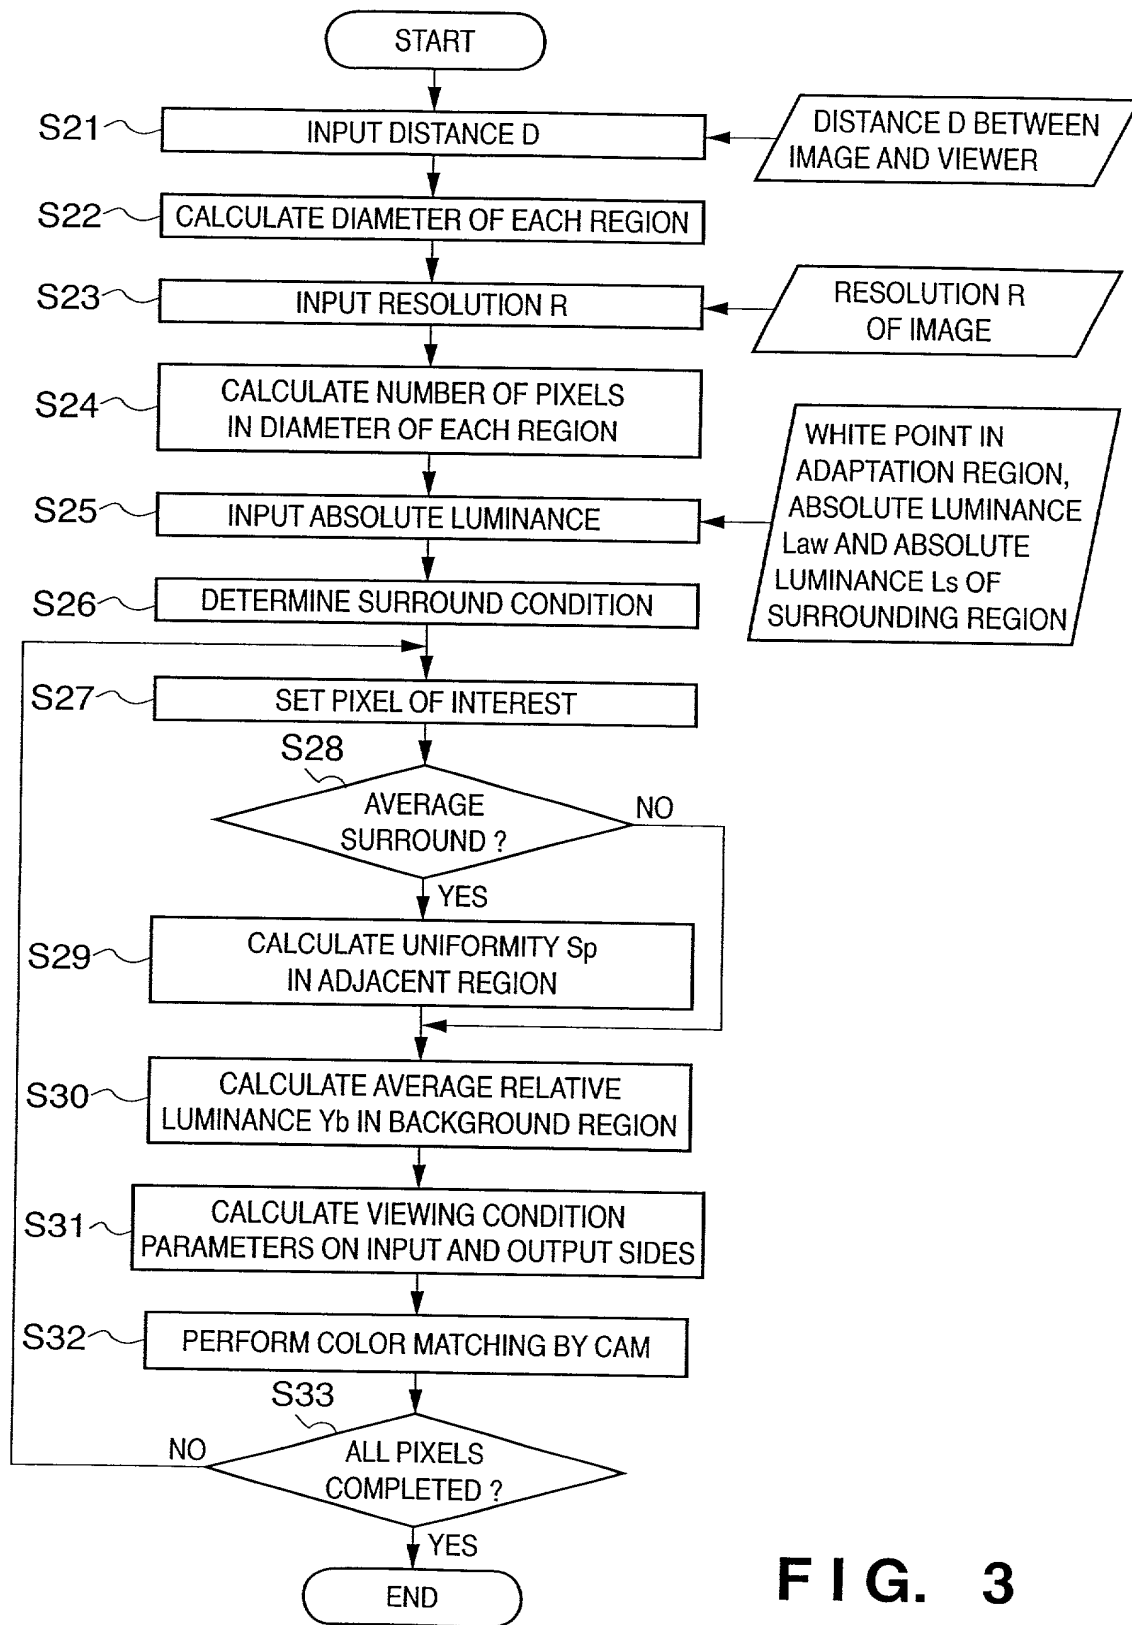 START
S21
INPUT DISTANCE D
DISTANCE D BETWEEN
IMAGE AND VIEWER
S22
CALCULATE DIAMETER OF EACH REGION
S23
INPUT RESOLUTION R
RESOLUTION R
OF IMAGE
S24
CALCULATE NUMBER OF PIXELS
IN DIAMETER OF EACH REGION
S25
INPUT ABSOLUTE LUMINANCE
WHITE POINT IN
ADAPTATION REGION,
ABSOLUTE LUMINANCE
Law AND ABSOLUTE
LUMINANCE Ls OF
SURROUNDING REGION
S26
DETERMINE SURROUND CONDITION
S27
SET PIXEL OF INTEREST
S28
AVERAGE
SURROUND ?
NO
YES
S29
CALCULATE UNIFORMITY Sp
IN ADJACENT REGION
S30
CALCULATE AVERAGE RELATIVE
LUMINANCE Yb IN BACKGROUND REGION
S31
CALCULATE VIEWING CONDITION
PARAMETERS ON INPUT AND OUTPUT SIDES
S32
PERFORM COLOR MATCHING BY CAM
S33
NO
ALL PIXELS
COMPLETED ?
YES
END
FIG. 3